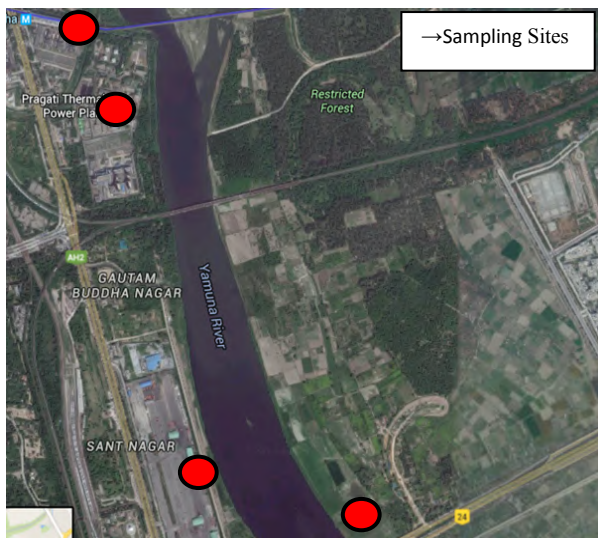 →Sampling Sites
M
Pragati Therma
Power Pla
Restricted
Forest
AH2
GAUTAM
BUDDHA NAGAR
Yamuna River
SANT NAGAR
24